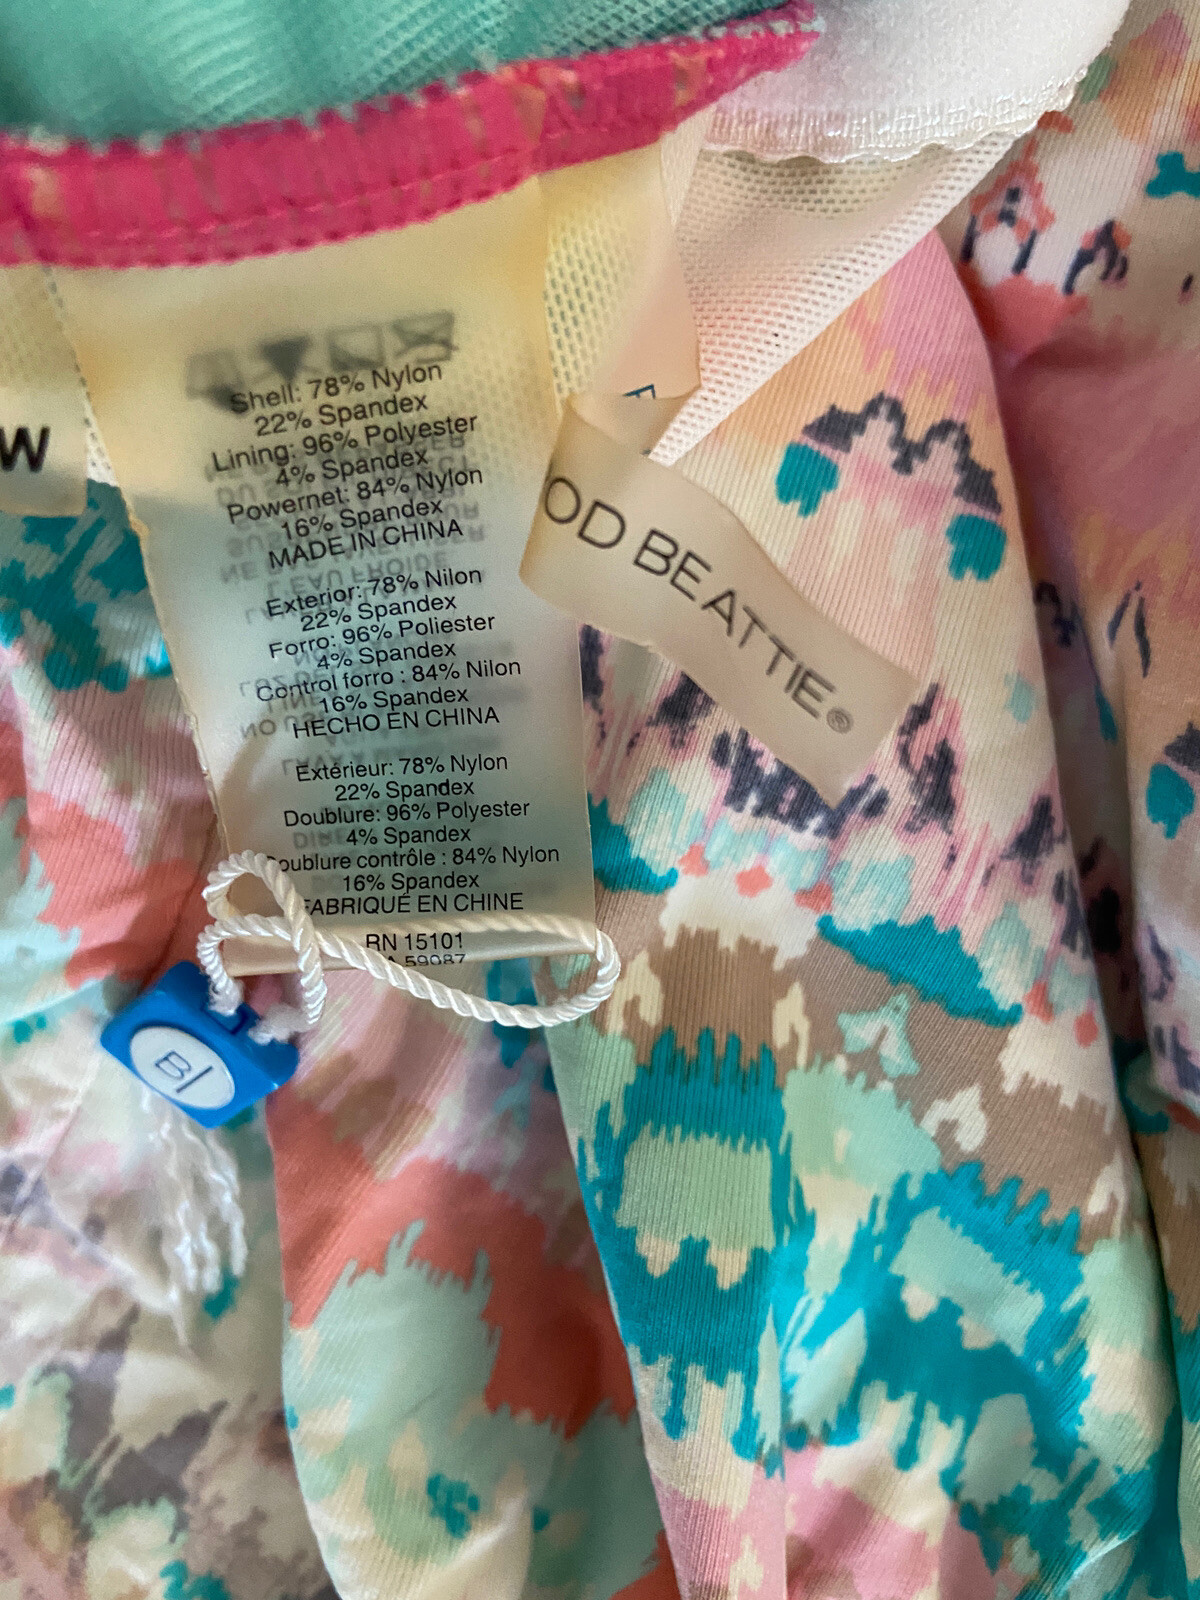 W
Shell: 78% Nylon
22% Spandex
Lining: 96% Polyester
4% Spandex
Powernet: 84% Nylon
16% Spandex
MADE IN CHINA
Exterior: 78% Nilon
22% Spandex
Forro: 96% Poliester
4% Spandex
Control forro : 84% Nilon
16% Spandex
HECHO EN CHINA
Extérieur: 78% Nylon
22% Spandex
Doublure: 96% Polyester
4% Spandex
oublure contrôle : 84% Nylon
16% Spandex
FABRIQUÉ EN CHINE
RN 15101
A 59087
OD BEATTIE®
B